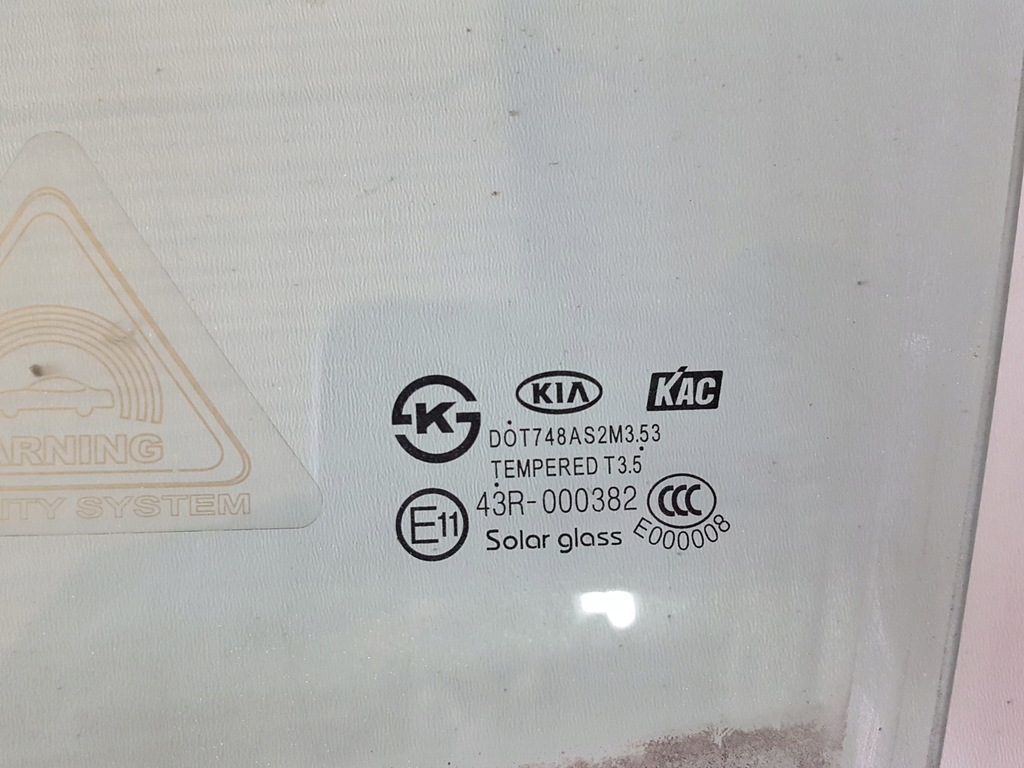 KIA KAC
K
DOT748AS2M3.53
TEMPERED T3.5
E11 43R-000382 CCC
Solar glass E000008
ARNING
ITY SYSTEM